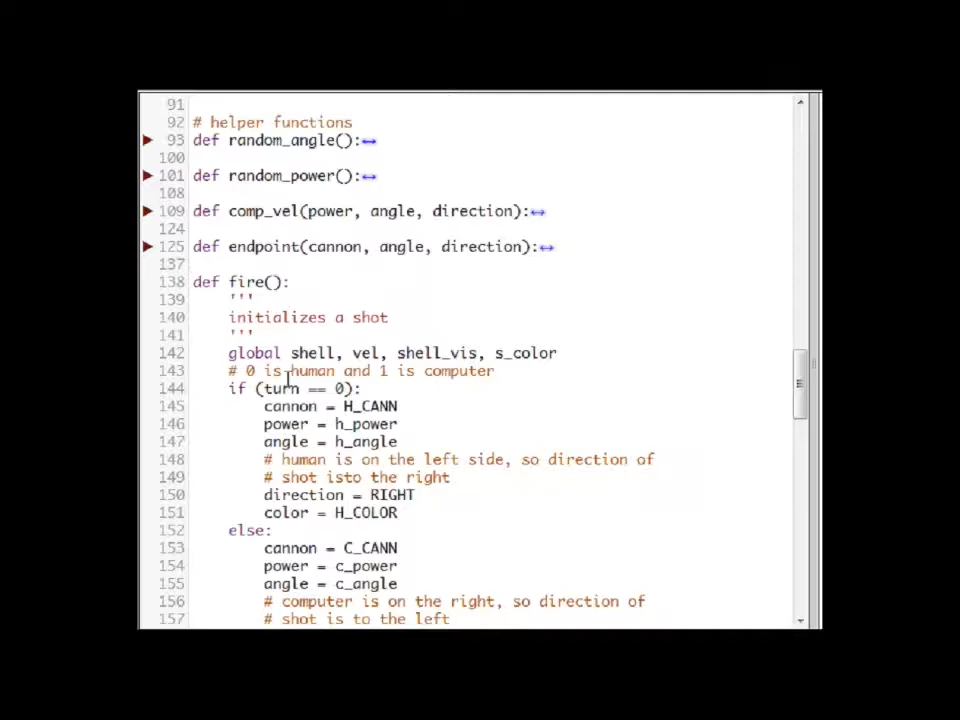 91
92 # helper functions
93 def random_angle():↔
100
101 def random_power():↔
108
109 def comp_vel(power, angle, direction):↔
124
125 def endpoint(cannon, angle, direction):↔
137
138 def fire():
139     '''
140     initializes a shot
141     '''
142     global shell, vel, shell_vis, s_color
143     # 0 is human and 1 is computer
144     if (turn == 0):
145         cannon = H_CANN
146         power = h_power
147         angle = h_angle
148         # human is on the left side, so direction of
149         # shot isto the right
150         direction = RIGHT
151         color = H_COLOR
152     else:
153         cannon = C_CANN
154         power = c_power
155         angle = c_angle
156         # computer is on the right, so direction of
157         # shot is to the left